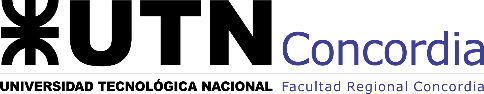 UTN Concordia
UNIVERSIDAD TECNOLÓGICA NACIONAL Facultad Regional Concordia